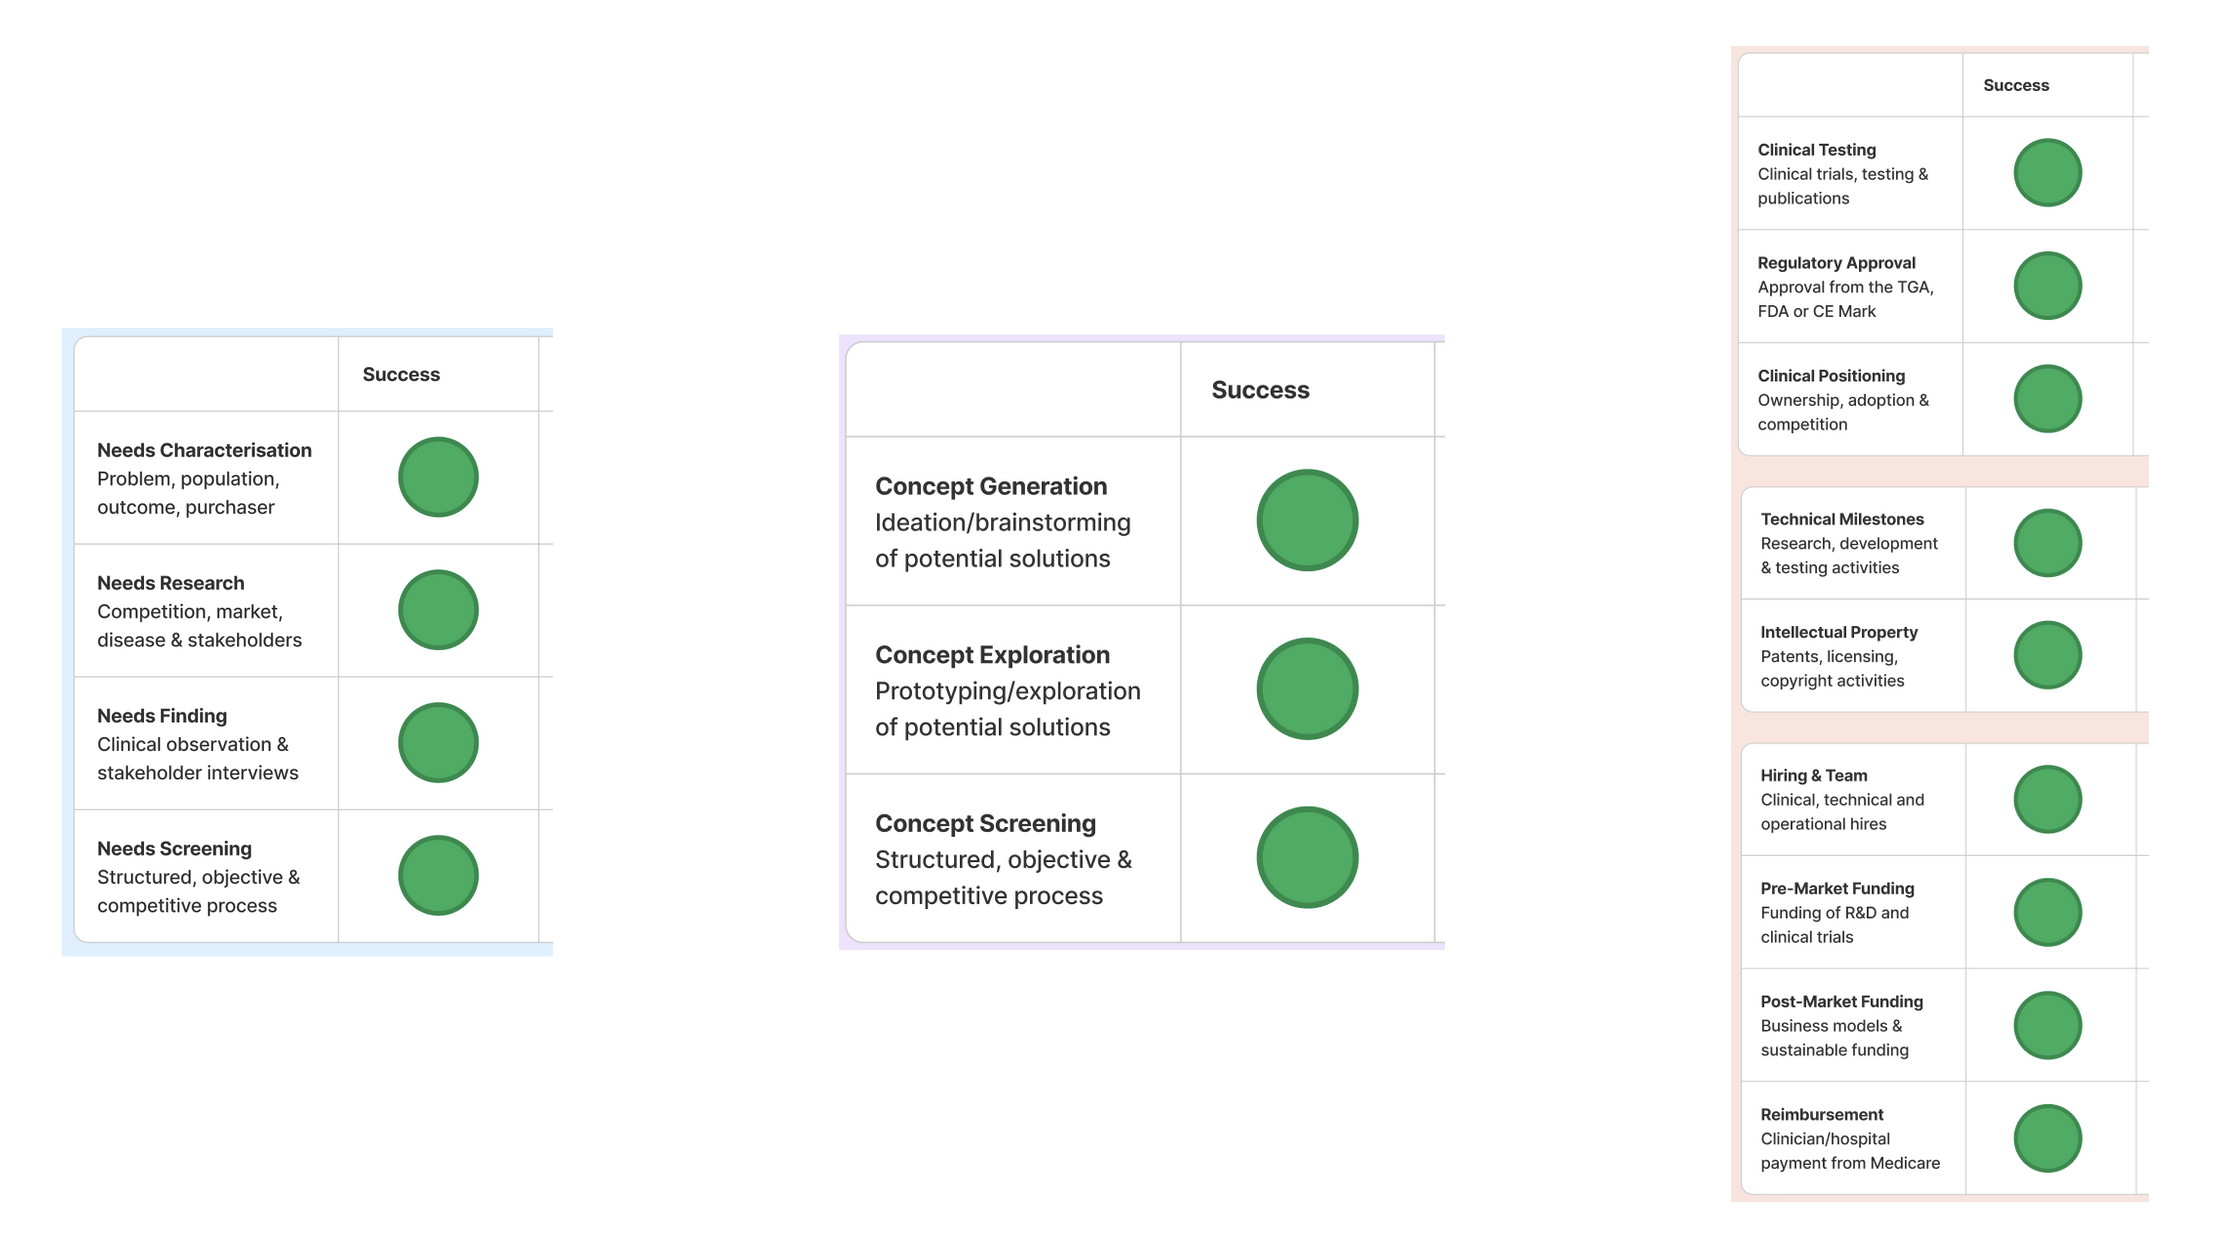 Success
Needs Characterisation
Problem, population,
outcome, purchaser
Needs Research
Competition, market,
disease & stakeholders
Needs Finding
Clinical observation &
stakeholder interviews
Needs Screening
Structured, objective &
competitive process
Success
Concept Generation
Ideation/brainstorming
of potential solutions
Concept Exploration
Prototyping/exploration
of potential solutions
Concept Screening
Structured, objective &
competitive process
Success
Clinical Testing
Clinical trials, testing &
publications
Regulatory Approval
Approval from the TGA,
FDA or CE Mark
Clinical Positioning
Ownership, adoption &
competition
Technical Milestones
Research, development
& testing activities
Intellectual Property
Patents, licensing,
copyright activities
Hiring & Team
Clinical, technical and
operational hires
Pre-Market Funding
Funding of R&D and
clinical trials
Post-Market Funding
Business models &
sustainable funding
Reimbursement
Clinician/hospital
payment from Medicare